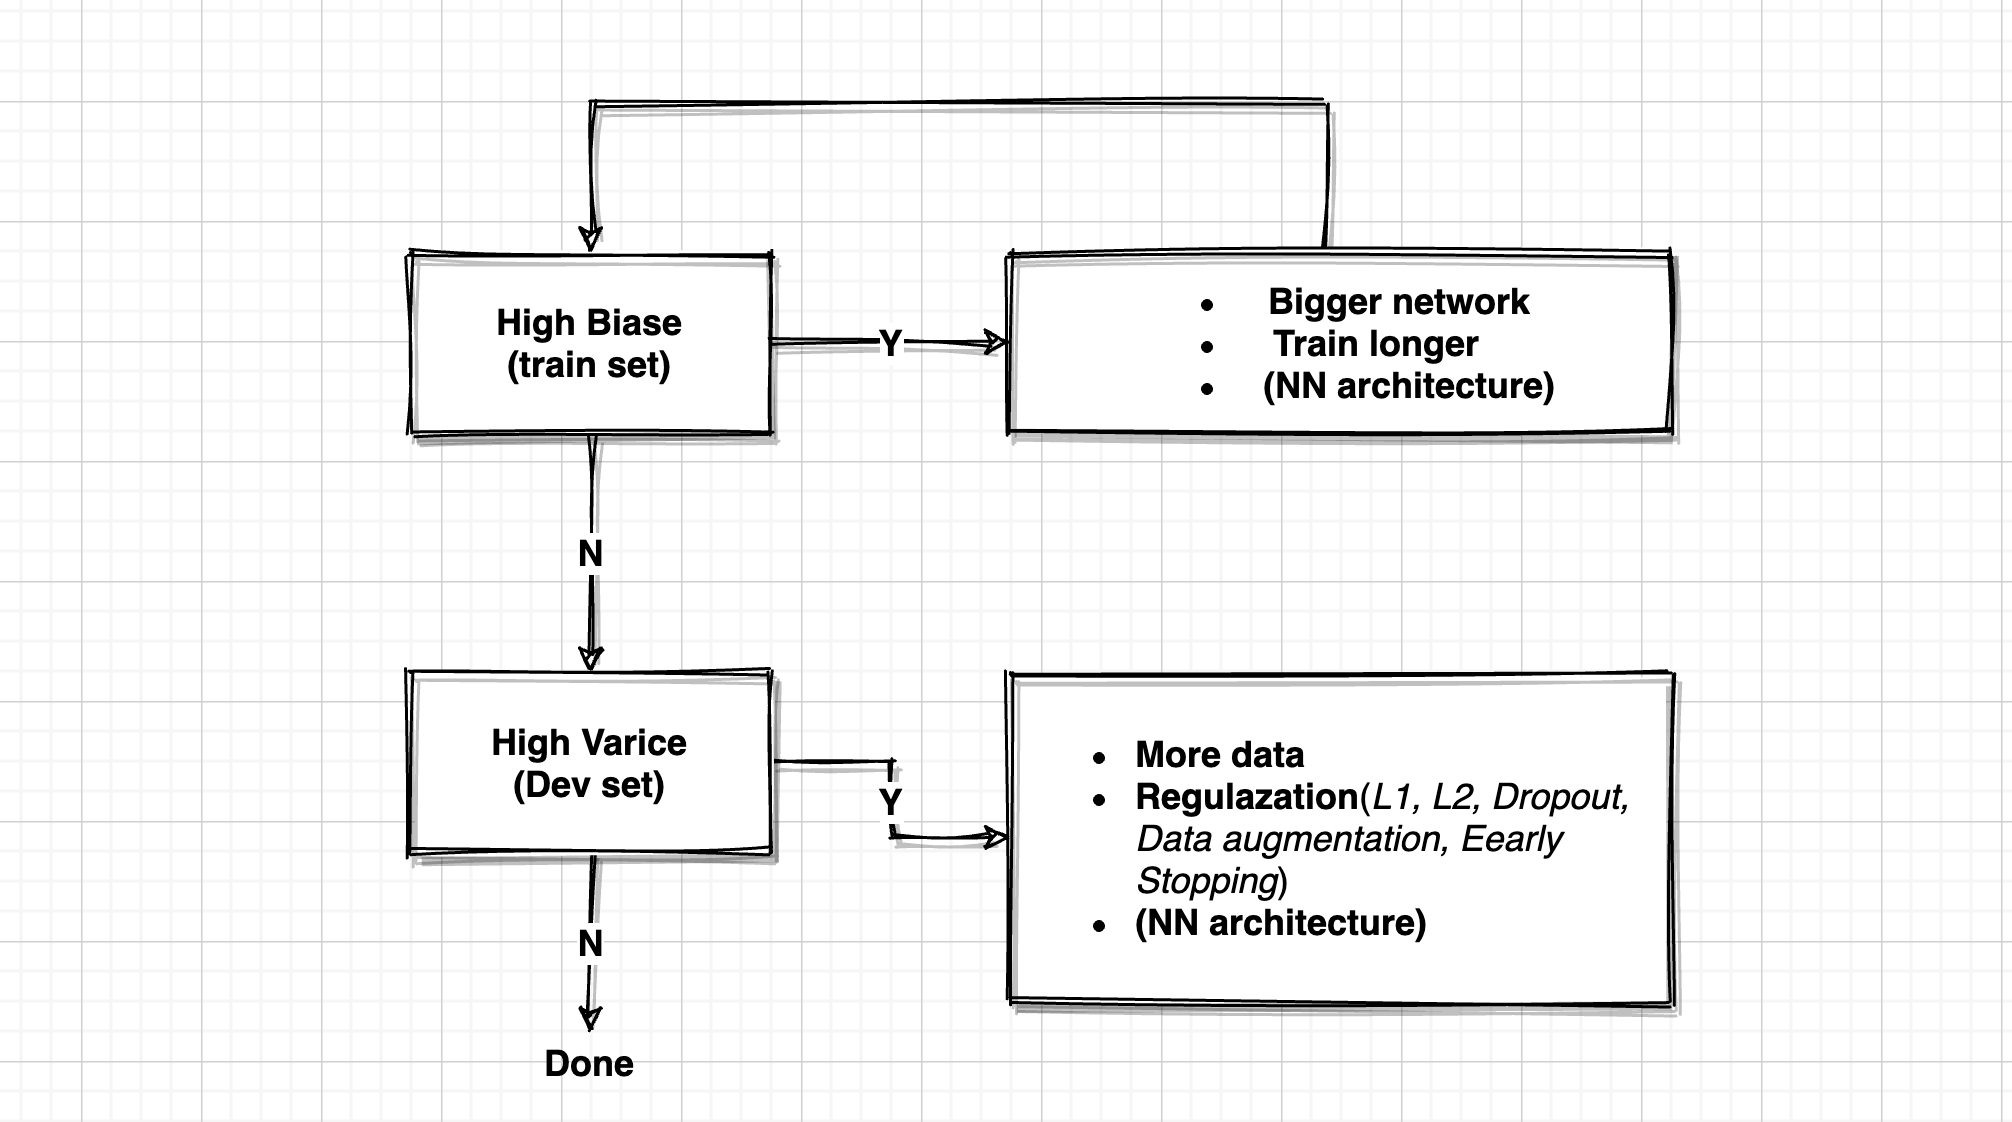 High Biase
(train set)
Y
• Bigger network
• Train longer
• (NN architecture)
N
High Varice
(Dev set)
Y
• More data
• Regulazation(L1, L2, Dropout,
Data augmentation, Eearly
Stopping)
• (NN architecture)
N
Done